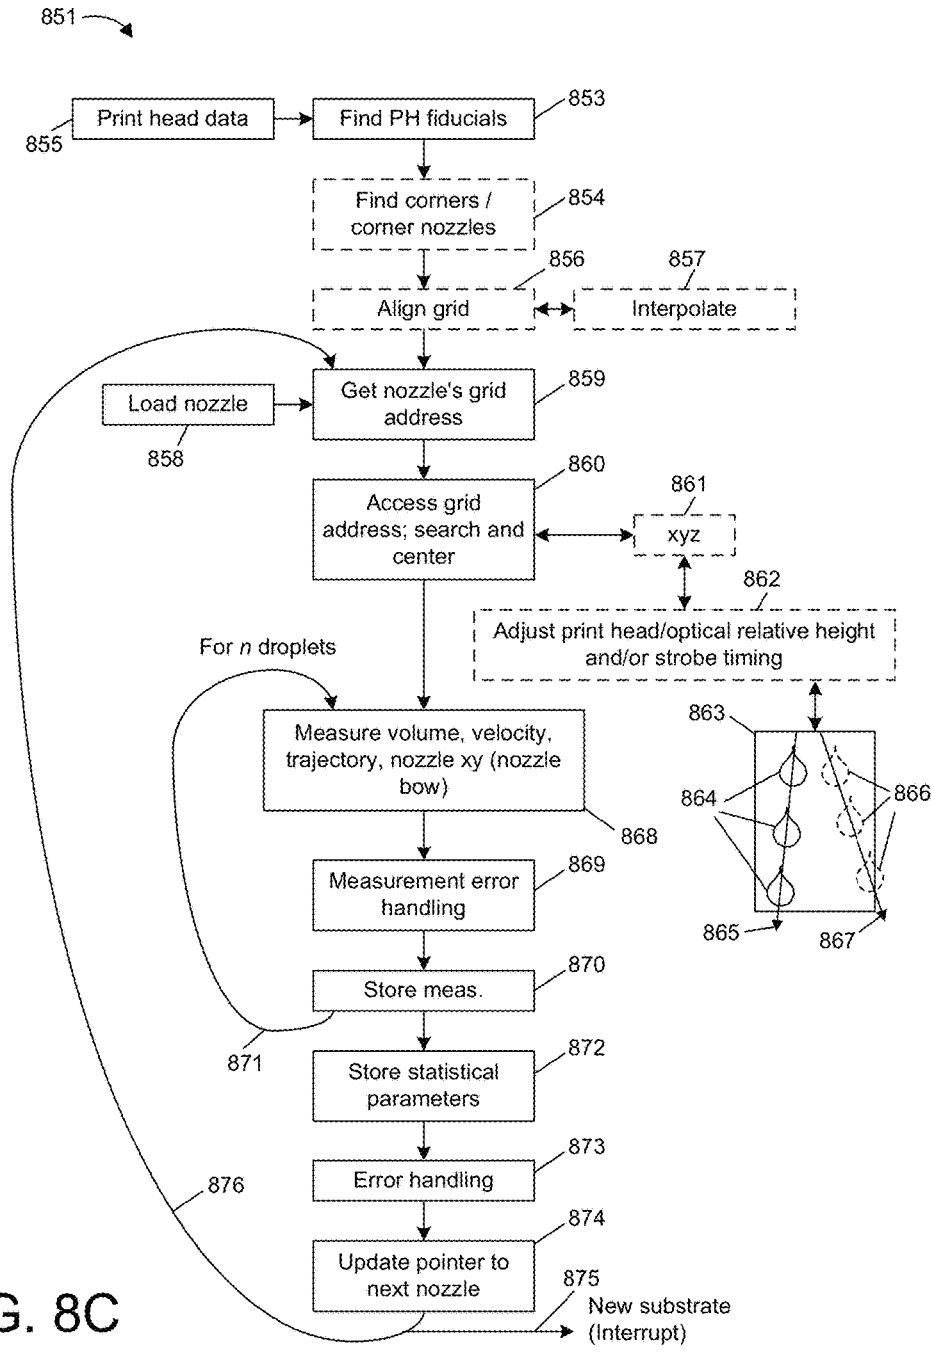 851
Print head data
855
Find PH fiducials
853
Find corners /
corner nozzles
854
856
Align grid
857
Interpolate
Load nozzle
858
Get nozzle's grid
address
859
860
Access grid
address; search and
center
861
xyz
862
Adjust print head/optical relative height
and/or strobe timing
For n droplets
863
864
866
865
867
Measure volume, velocity,
trajectory, nozzle xy (nozzle
bow)
868
Measurement error
handling
869
Store meas.
870
871
Store statistical
parameters
872
Error handling
873
876
Update pointer to
next nozzle
874
875
New substrate
(Interrupt)
G. 8C